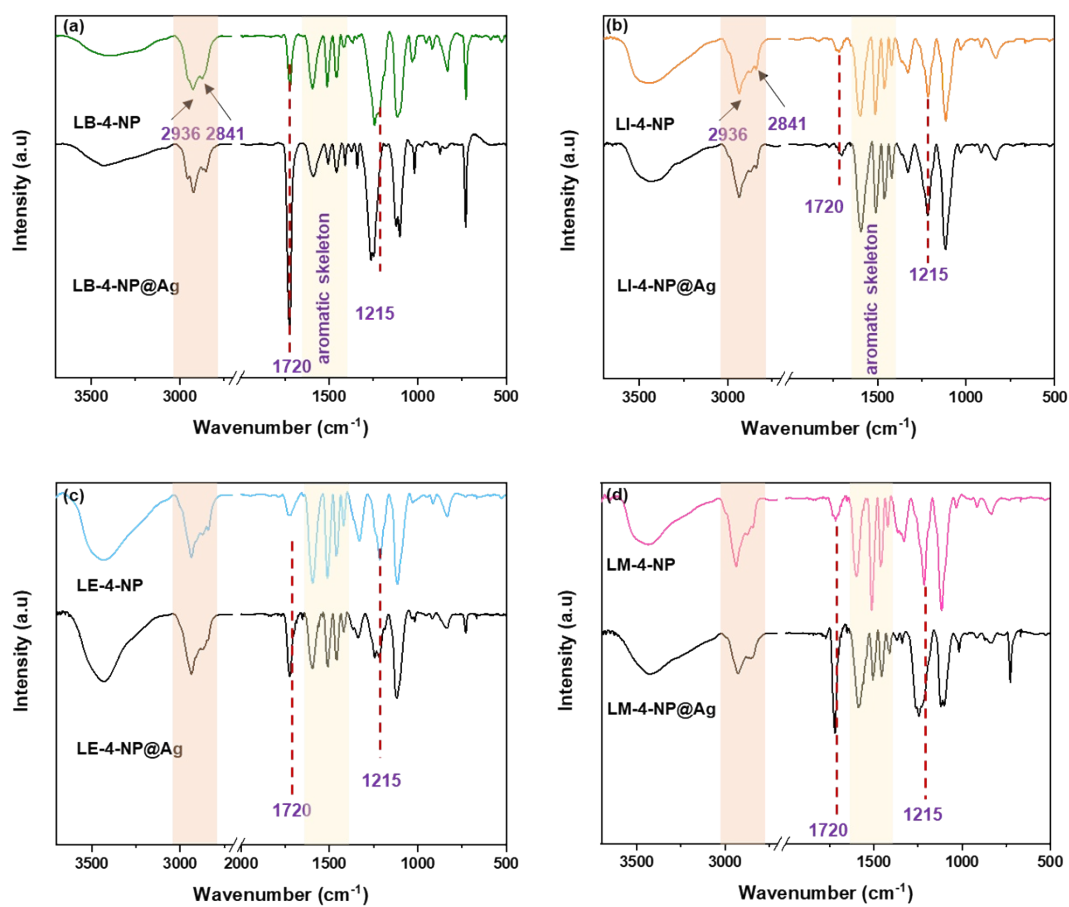 (a)
LB-4-NP
2936 2841
LB-4-NP@Ag
1720
aromatic skeleton
1215
Intensity (a.u)
3500 3000 1500 1000 500
Wavenumber (cm⁻¹)
(b)
LI-4-NP
2936
2841
LI-4-NP@Ag
1720
aromatic skeleton
1215
Intensity (a.u)
3500 3000 1500 1000 500
Wavenumber (cm⁻¹)
(c)
LE-4-NP
LE-4-NP@Ag
1720
1215
Intensity (a.u)
3500 3000 2000 1500 1000 500
Wavenumber (cm⁻¹)
(d)
LM-4-NP
LM-4-NP@Ag
1720
1215
Intensity (a.u)
3500 3000 1500 1000 500
Wavenumber (cm⁻¹)